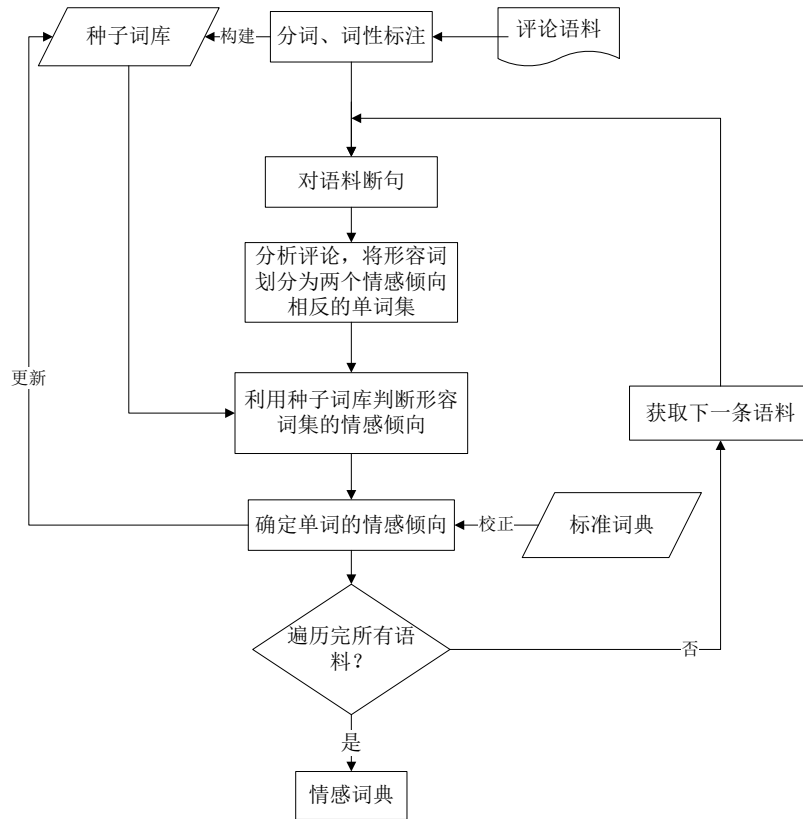 种子词库
构建
分词、词性标注
评论语料
对语料断句
分析评论，将形容词
划分为两个情感倾向
相反的单词集
更新
利用种子词库判断形容
词集的情感倾向
获取下一条语料
确定单词的情感倾向
校正
标准词典
遍历完所有语
料？
否
是
情感词典